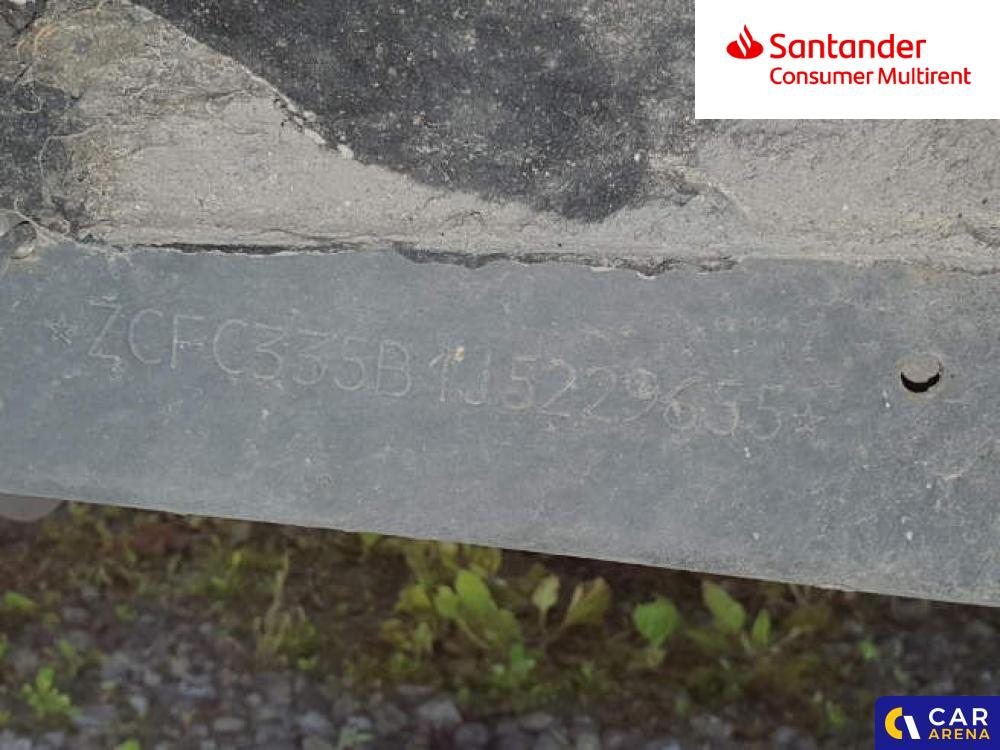 Santander
Consumer Multirent
*ZCFC335B1J5229655*
CAR
ARENA